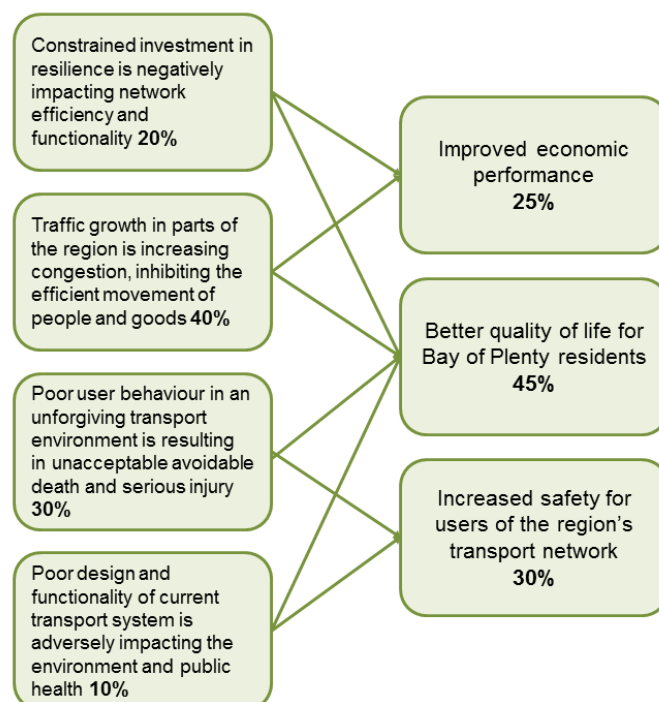 Constrained investment in
resilience is negatively
impacting network
efficiency and
functionality 20%
Traffic growth in parts of
the region is increasing
congestion, inhibiting the
efficient movement of
people and goods 40%
Poor user behaviour in an
unforgiving transport
environment is resulting
in unacceptable avoidable
death and serious injury
30%
Poor design and
functionality of current
transport system is
adversely impacting the
environment and public
health 10%
Improved economic
performance
25%
Better quality of life for
Bay of Plenty residents
45%
Increased safety for
users of the region's
transport network
30%